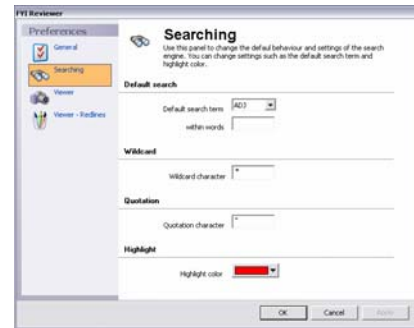 FYI Reviewer
Preferences
General
Searching
Viewer
Viewer - Redlines
Searching
Use this panel to change the defaul behaviour and settings of the search
engine. You can change settings such as the default search term and
highlight color.
Default search
Default search term ADJ
within words
Wildcard
Wildcard character *
Quotation
Quotation character
Highlight
Highlight color
OK Cancel Apply